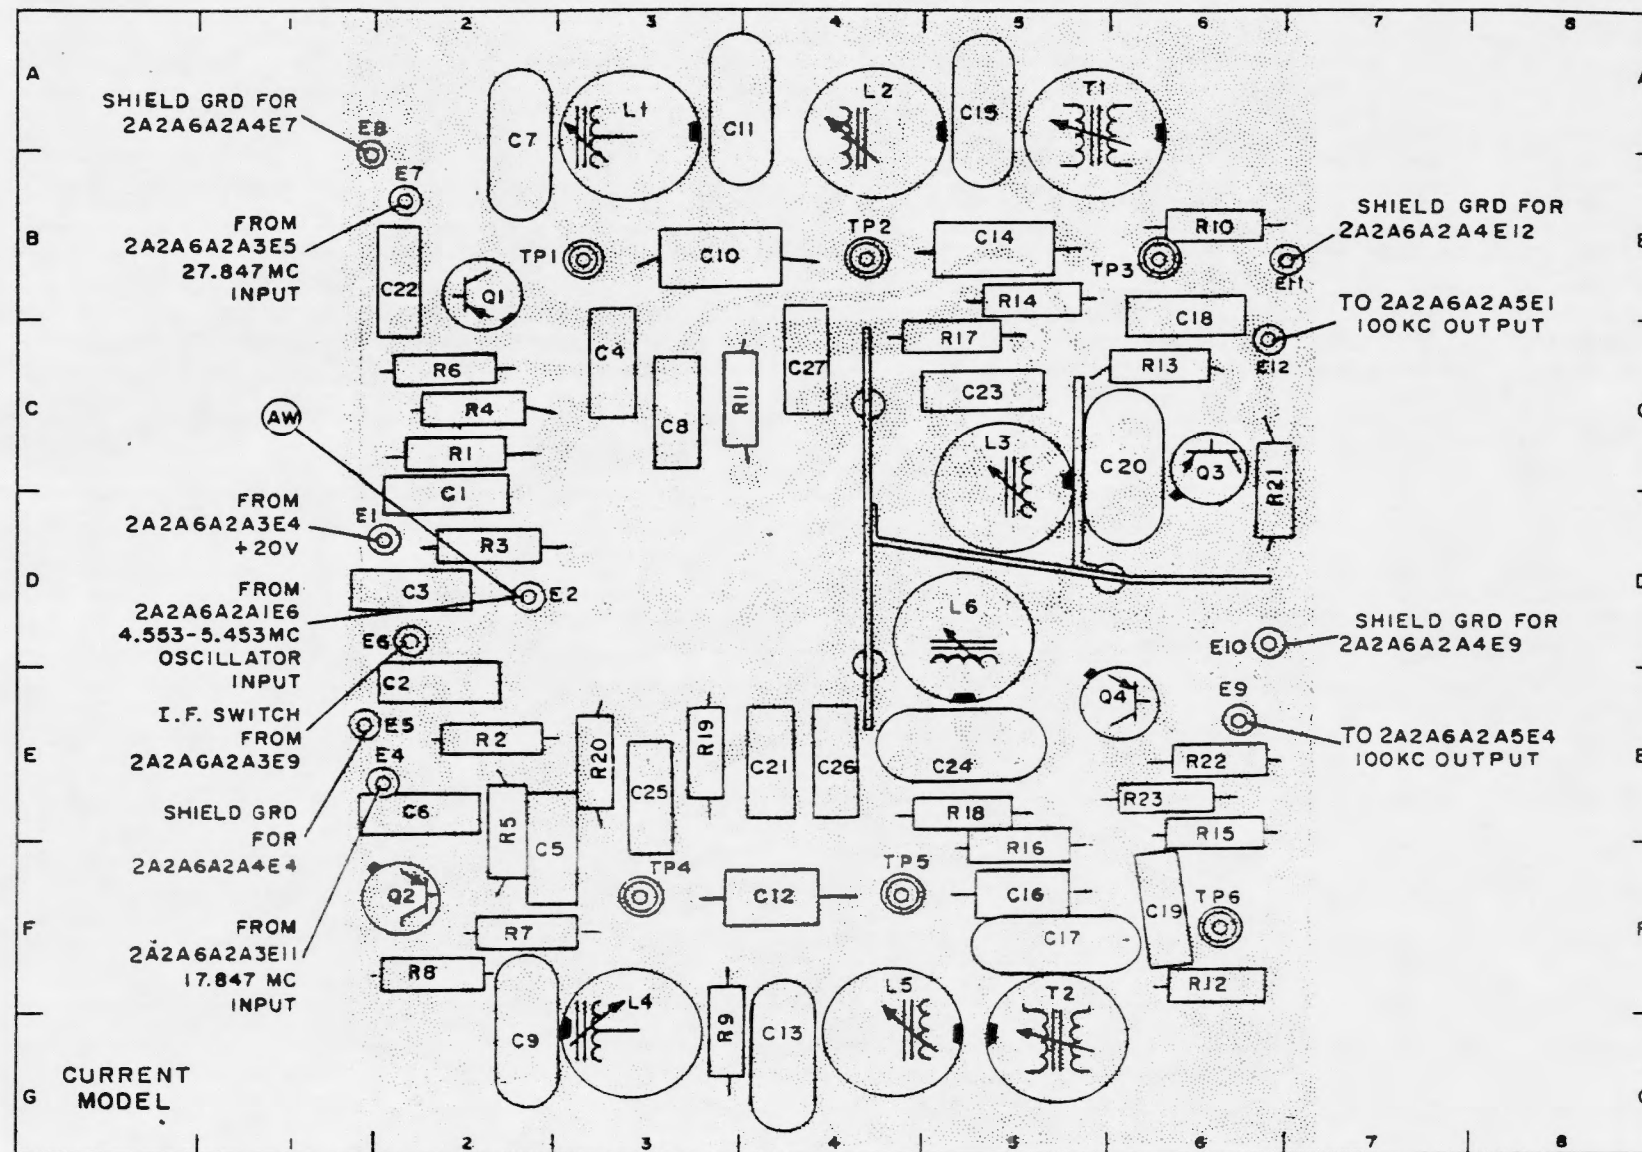 1 2 3 4 5 6 7 8
A
SHIELD GRD FOR
2A2A6A2A4E7
E8
C7
L1
C11
L2
C15
T1
A
E7
B
FROM
2A2A6A2A3E5
27.847 MC
INPUT
C22
Q1
TP1
C10
TP2
C14
TP3
R10
SHIELD GRD FOR
2A2A6A2A4E12
E11
R14
C18
TO 2A2A6A2A5E1
100KC OUTPUT
E12
C4
C27
R17
R13
R6
C
AW
R4
C8
R11
C23
R1
L3
C20
Q3
R21
C1
FROM
2A2A6A2A3E4
+20V
E1
R3
D
FROM
2A2A6A2A1E6
4.553-5.453MC
OSCILLATOR
INPUT
C3
E2
L6
E6
E10
SHIELD GRD FOR
2A2A6A2A4E9
C2
Q4
E9
I.F. SWITCH
FROM
2A2AGA2A3E9
E5
E
E4
R2
R20
R19
C21
C26
C24
TO 2A2A6A2A5E4
100KC OUTPUT
R22
C25
R23
SHIELD GRD
FOR
2A2A6A2A4E4
C6
R5
C5
R18
R15
R16
TP4
TP5
Q2
C12
C16
C19
TP6
F
FROM
2A2A6A2A3E11
17.847 MC
INPUT
R7
C17
R8
R12
L4
R9
L5
T2
C9
C13
CURRENT
MODEL
G
1 2 3 4 5 6 7 8